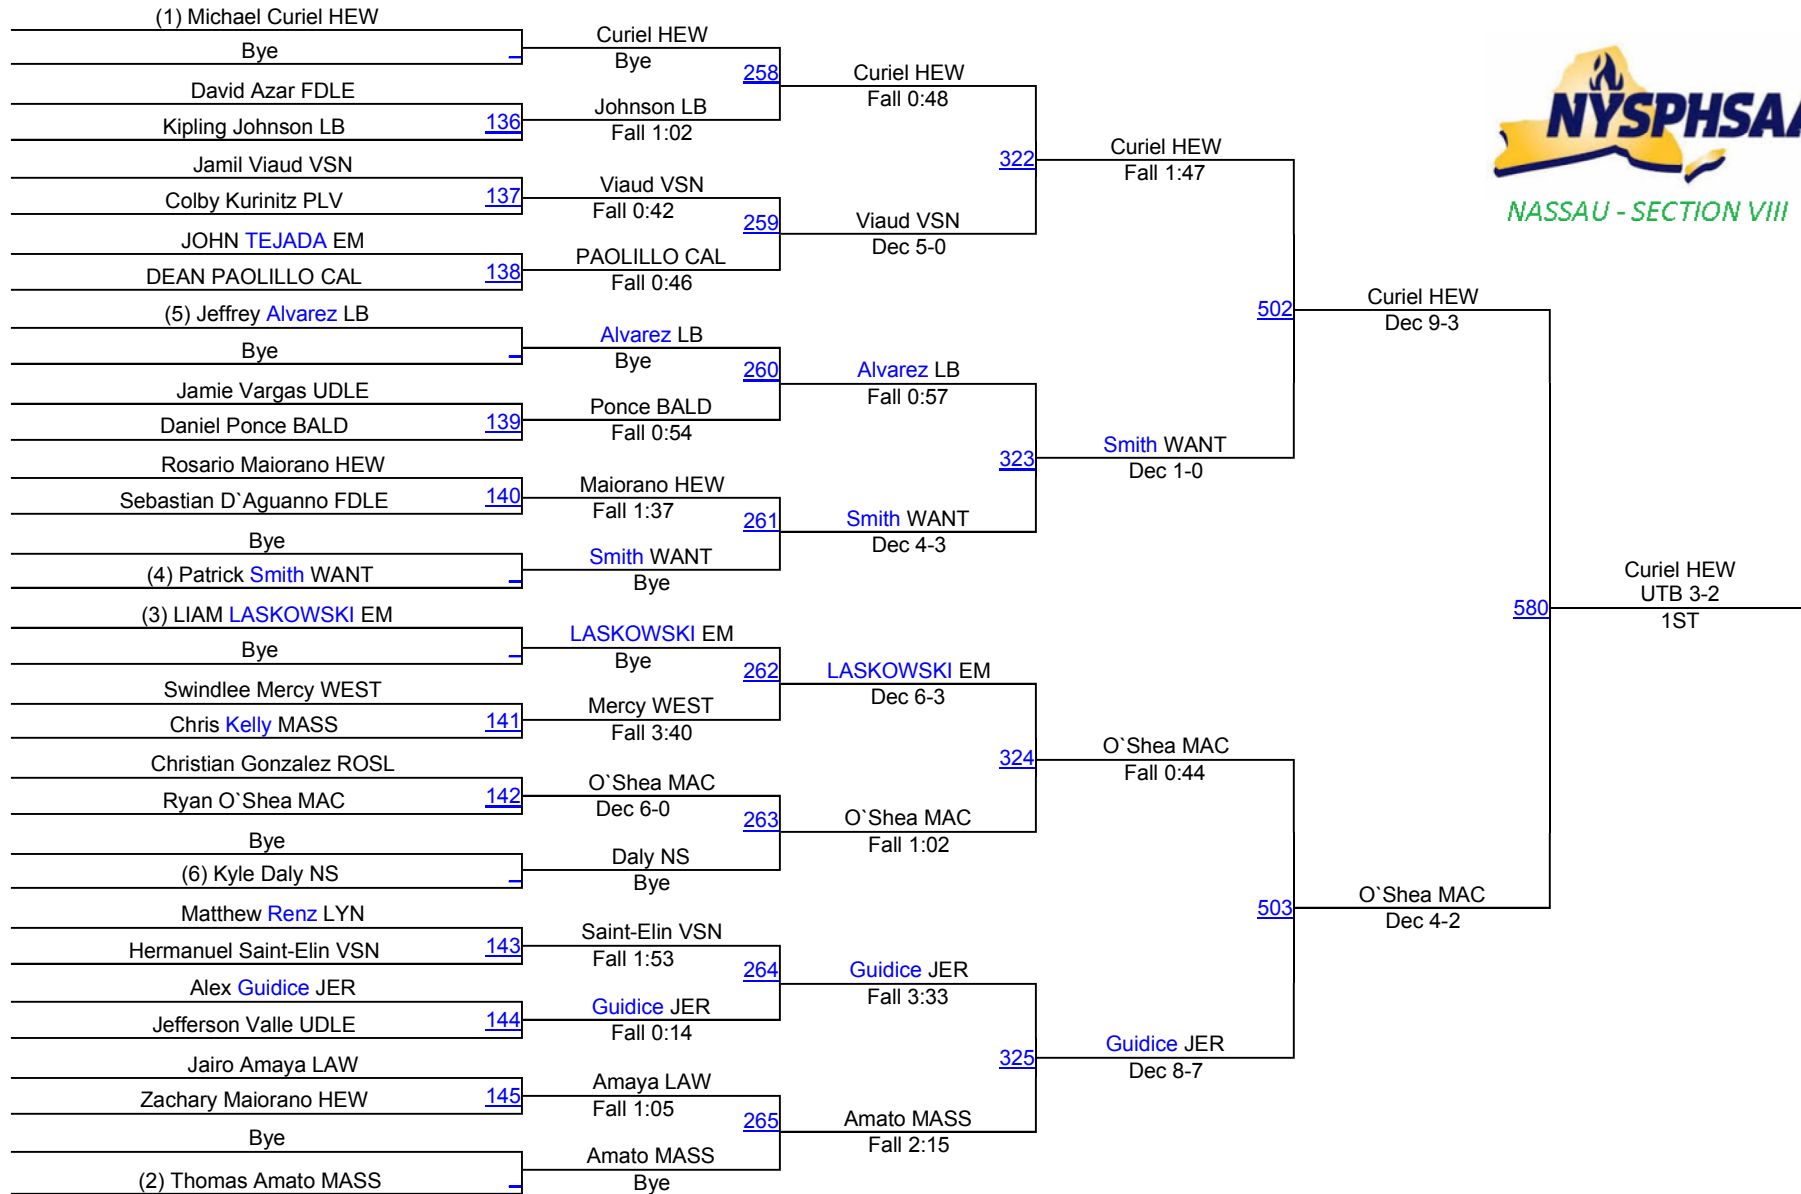 (1) Michael Curiel HEW
Bye
David Azar FDLE
Kipling Johnson LB
136
Jamil Viaud VSN
Colby Kurinitz PLV
137
JOHN TEJADA EM
DEAN PAOLILLO CAL
138
(5) Jeffrey Alvarez LB
Bye
Jamie Vargas UDLE
Daniel Ponce BALD
139
Rosario Maiorano HEW
Sebastian D`Aguanno FDLE
140
Bye
(4) Patrick Smith WANT
(3) LIAM LASKOWSKI EM
Bye
Swindlee Mercy WEST
Chris Kelly MASS
141
Christian Gonzalez ROSL
Ryan O`Shea MAC
142
Bye
(6) Kyle Daly NS
Matthew Renz LYN
Hermanuel Saint-Elin VSN
143
Alex Guidice JER
Jefferson Valle UDLE
144
Jairo Amaya LAW
Zachary Maiorano HEW
145
Bye
(2) Thomas Amato MASS
Curiel HEW
Bye
258
Johnson LB
Fall 1:02
Viaud VSN
Fall 0:42
259
PAOLILLO CAL
Fall 0:46
Alvarez LB
Bye
260
Ponce BALD
Fall 0:54
Maiorano HEW
Fall 1:37
261
Smith WANT
Bye
LASKOWSKI EM
Bye
262
Mercy WEST
Fall 3:40
O`Shea MAC
Dec 6-0
263
Daly NS
Bye
Saint-Elin VSN
Fall 1:53
264
Guidice JER
Fall 0:14
Amaya LAW
Fall 1:05
265
Amato MASS
Bye
Curiel HEW
Fall 0:48
322
Viaud VSN
Dec 5-0
Alvarez LB
Fall 0:57
323
Smith WANT
Dec 4-3
LASKOWSKI EM
Dec 6-3
324
O`Shea MAC
Fall 1:02
Guidice JER
Fall 3:33
325
Amato MASS
Fall 2:15
Curiel HEW
Fall 1:47
502
Smith WANT
Dec 1-0
O`Shea MAC
Fall 0:44
503
Guidice JER
Dec 8-7
Curiel HEW
Dec 9-3
580
O`Shea MAC
Dec 4-2
Curiel HEW
UTB 3-2
1ST
NYSPHSAA
NASSAU - SECTION VIII